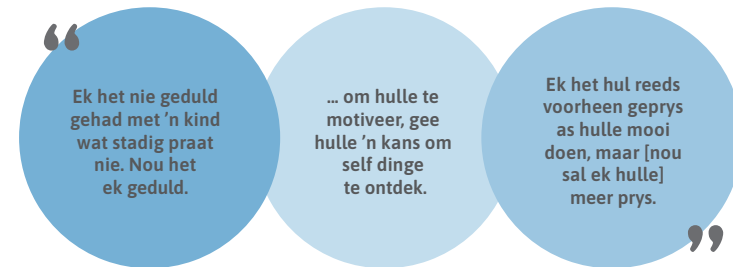 “
Ek het nie geduld
gehad met ’n kind
wat stadig praat
nie. Nou het
ek geduld.
... om hulle te
motiveer, gee
hulle ’n kans om
self dinge
te ontdek.
Ek het hul reeds
voorheen geprys
as hulle mooi
doen, maar [nou
sal ek hulle]
meer prys.
”